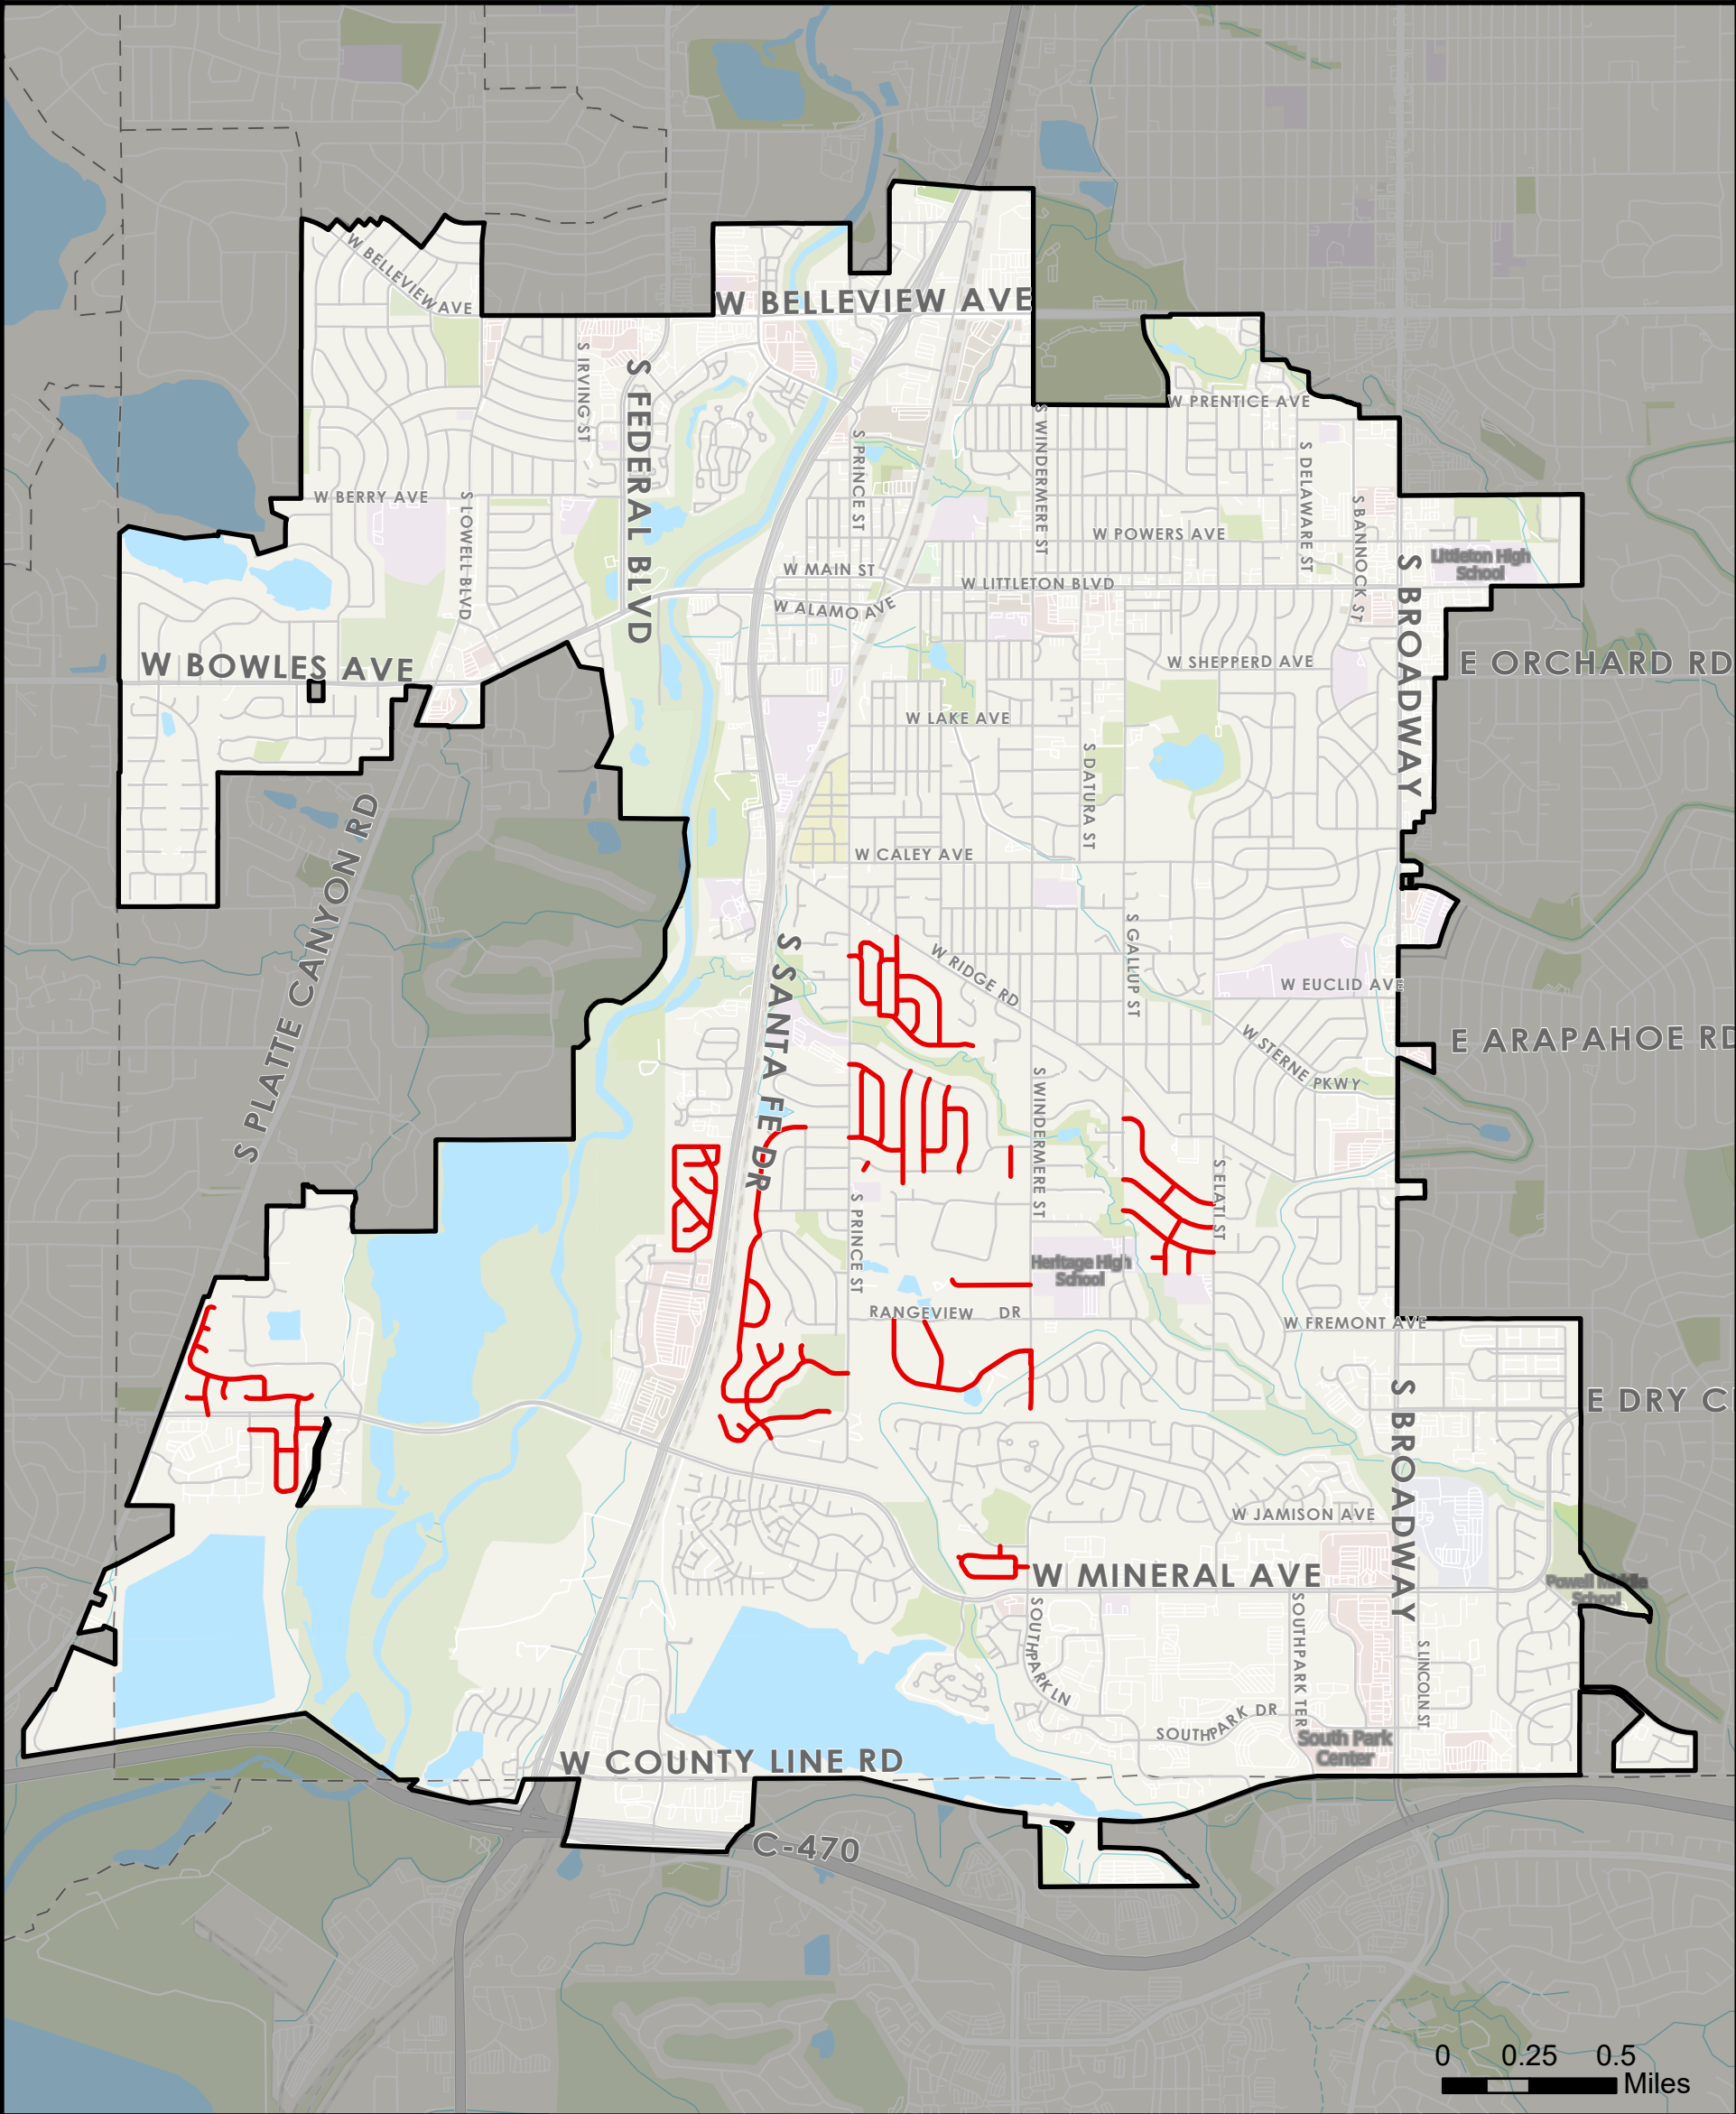 W BELLEVIEW AVE
W BELLEVIEW AVE
S IRVING ST
S FEDERAL BLVD
W PRENTICE AVE
S PRINCE ST
S WINDERMERE ST
S DELAWARE ST
W BERRY AVE
S LOWELL BLVD
S BANNOCK ST
W POWERS AVE
Littleton High
School
W MAIN ST
W LITTLETON BLVD
W ALAMO AVE
S BROADWAY
W BOWLES AVE
W SHEPPERD AVE
E ORCHARD RD
W LAKE AVE
S DATURA ST
S PLATTE CANYON RD
W CALEY AVE
S GALLUP ST
S SANTA FE DR
W RIDGE RD
W EUCLID AVE
W STERNE PKWY
E ARAPAHOE RD
S WINDERMERE ST
S ELATI ST
S PRINCE ST
Heritage High
School
RANGEVIEW DR
W FREMONT AVE
S BROADWAY
E DRY C
W JAMISON AVE
W MINERAL AVE
Powell Middle
School
SOUTHPARK LN
SOUTHPARK TER
S LINCOLN ST
SOUTHPARK DR
South Park
Center
W COUNTY LINE RD
C-470
0 0.25 0.5
Miles